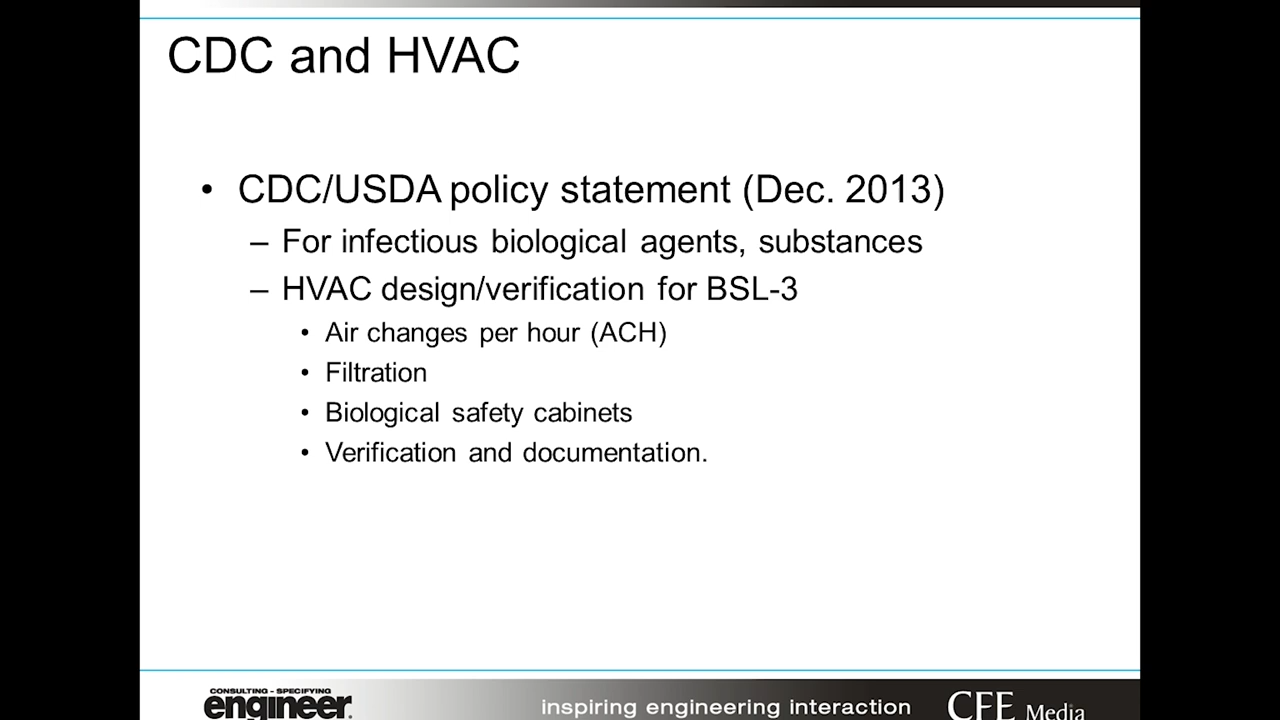 CDC and HVAC
• CDC/USDA policy statement (Dec. 2013)
– For infectious biological agents, substances
– HVAC design/verification for BSL-3
• Air changes per hour (ACH)
• Filtration
• Biological safety cabinets
• Verification and documentation.
CONSULTING-SPECIFYING
engineer®
inspiring engineering interaction
CFE Media